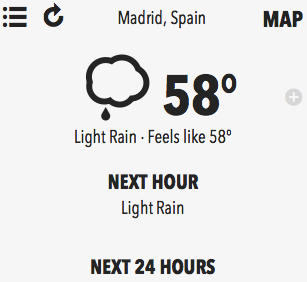 Madrid, Spain
MAP
58°
Light Rain · Feels like 58°
NEXT HOUR
Light Rain
NEXT 24 HOURS